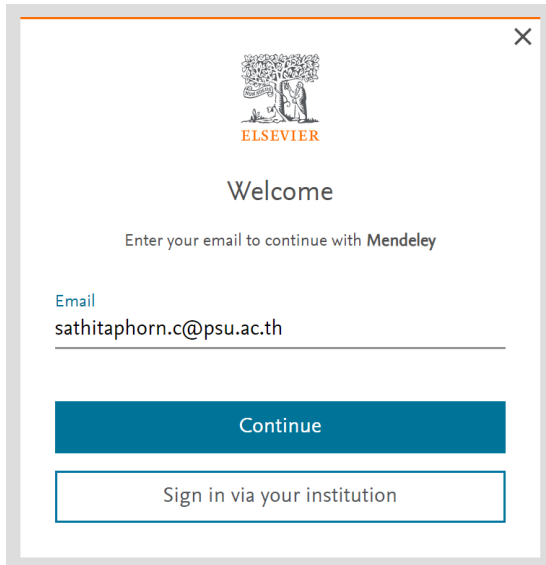 ELSEVIER
Welcome
Enter your email to continue with Mendeley
Email
sathitaphorn.c@psu.ac.th
Continue
Sign in via your institution